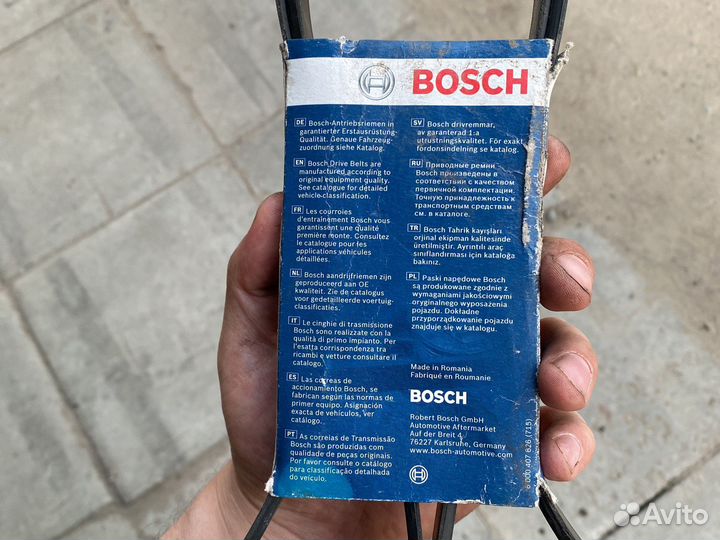 BOSCH
DE Bosch-Antriebsriemen in
garantierter Erstausrüstung-
Qualität. Genaue Fahrzeug-
zuordnung siehe Katalog.
EN Bosch Drive Belts are
manufactured according to
original equipment quality.
See catalogue for detailed
vehicle-classification.
FR Les courroies
d'entraînement Bosch vous
garantissent une qualité
première monte. Consultez
le catalogue pour les
applications véhicules
détaillées.
NL Bosch aandrijfriemen zijn
geproduceerd aan OE
kwaliteit. Zie de catalogus
voor gedetailleerde voertuig-
classificatie.
IT Le cinghie di trasmissione
Bosch sono realizzate con la
qualità di primo impianto. Per
l'esatta corrispondenza tra
ricambi e vetture consultare il
catalogo.
ES Las correas de
accionamiento Bosch, se
fabrican según las normas de
primer equipo. Asignación
exacta de vehículos, ver
catálogo.
PT As correias de Transmissão
Bosch são produzidas com
qualidade de peças originais.
Por favor consulte o catálogo
para classificação detalhada
do veículo.
SV Bosch drivremmar,
av garanterad 1:a
utrustningskvalitet. För exakt
fordonsindelning se katalog.
RU Приводные ремни
Bosch произведены в
соответствии с качеством
первичной комплектации.
Точную принадлежность к
транспортным средствам
см. в каталоге.
TR Bosch Tahrik kayışları
orjinal ekipman kalitesinde
üretilmiştir. Ayrıntılı araç
sınıflandırması için kataloğa
bakınız.
PL Paski napędowe Bosch
są produkowane zgodnie z
wymaganiami jakościowymi
oryginalnego wyposażenia
pojazdu. Dokładne
przyporządkowanie pojazdu
znajduje się w katalogu.
Made in Romania
Fabriqué en Roumanie
BOSCH
Robert Bosch GmbH
Automotive Aftermarket
Auf der Breit 4
76227 Karlsruhe, Germany
www.bosch-automotive.com
6 000 407 626 (715)
Avito